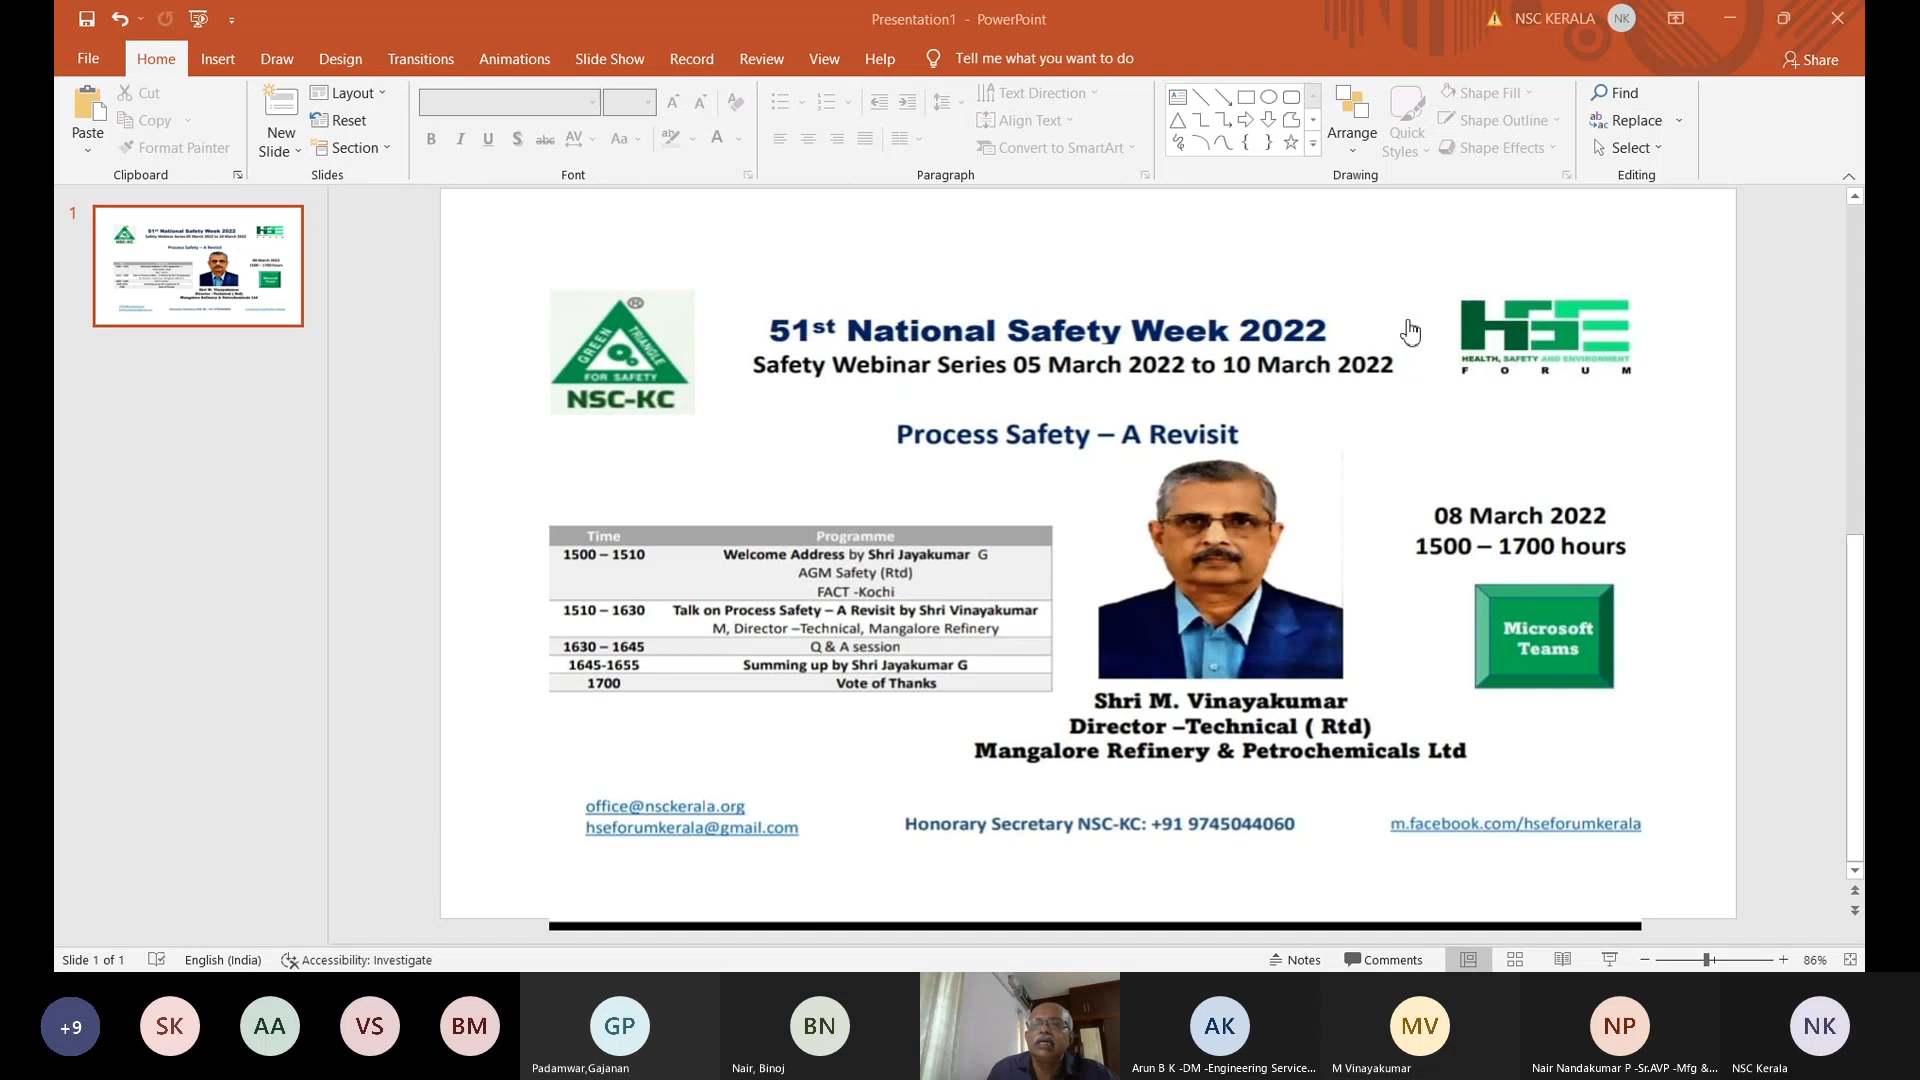 Presentation1 - PowerPoint
NSC KERALA NK
File Home Insert Draw Design Transitions Animations Slide Show Record Review View Help Tell me what you want to do Share
Paste Cut Copy Format Painter
New Slide Layout Reset Section
Text Direction Align Text Convert to SmartArt
Arrange Quick Styles Shape Fill Shape Outline Shape Effects
Find Replace Select
Clipboard Slides Font Paragraph Drawing Editing
1
GREEN TRIANGLE
FOR SAFETY
NSC-KC
51st National Safety Week 2022
Safety Webinar Series 05 March 2022 to 10 March 2022
HSE
HEALTH, SAFETY AND ENVIRONMENT
FORUM
Process Safety – A Revisit
Time Programme
1500 – 1510 Welcome Address by Shri Jayakumar G
AGM Safety (Rtd)
FACT -Kochi
1510 – 1630 Talk on Process Safety – A Revisit by Shri Vinayakumar
M, Director –Technical, Mangalore Refinery
1630 – 1645 Q & A session
1645-1655 Summing up by Shri Jayakumar G
1700 Vote of Thanks
08 March 2022
1500 – 1700 hours
Microsoft
Teams
Shri M. Vinayakumar
Director –Technical ( Rtd)
Mangalore Refinery & Petrochemicals Ltd
office@nsckerala.org
hseforumkerala@gmail.com
Honorary Secretary NSC-KC: +91 9745044060
m.facebook.com/hseforumkerala
Slide 1 of 1 English (India) Accessibility: Investigate Notes Comments 86%
+9 SK AA VS BM GP BN AK MV NP NK
Padamwar,Gajanan Nair, Binoj Arun B K -DM -Engineering Service... M Vinayakumar Nair Nandakumar P -Sr.AVP -Mfg &... NSC Kerala